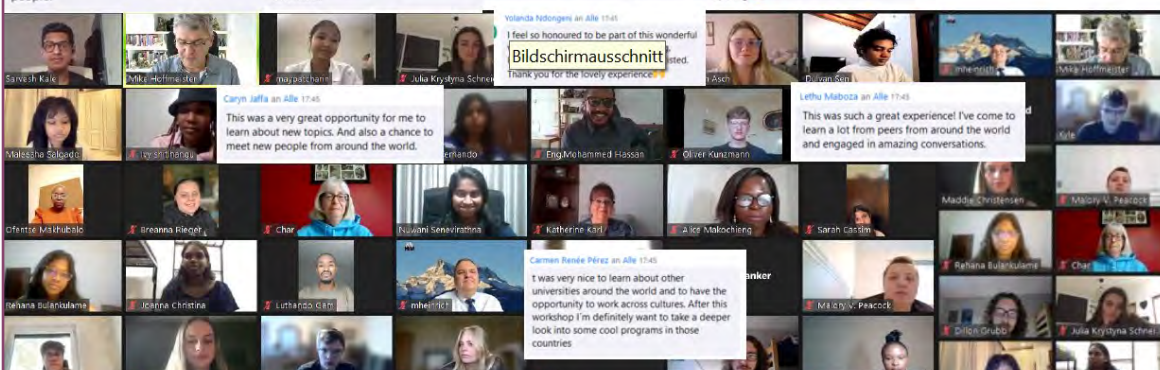 Yolanda Ndongeni an Alle 17:45
I feel so honoured to be part of this wonderful
Bildschirmausschnitt
isted.
Thank you for the lovely experience
Sarvesh Kale
Mike Hoffmeister
maypatchann
Julia Krystyna Schnei
Asch
Dulvan Sen
mheinrich
Mike Hoffmeister
Caryn Jaffa an Alle 17:45
This was a very great opportunity for me to
learn about new topics. And also a chance to
meet new people from around the world.
Lethu Maboza an Alle 17:45
This was such a great experience! I've come to
learn a lot from peers from around the world
and engaged in amazing conversations.
Maleesha Salgado
ernando
Eng.Mohammed Hassan
Oliver Kunzmann
Kyle
Maddie Christensen
Malory V. Peacock
Ofentse Makhubalo
Breanna Rieger
Char
Nuwani Senevirathna
Katherine Karl
Alice Makochieng
Sarah Cassim
Rehana Bulankulame
Char
Carmen Renée Pérez an Alle 17:45
t was very nice to learn about other
universities around the world and to have the
opportunity to work across cultures. After this
workshop I'm definitely want to take a deeper
look into some cool programs in those
countries
anker
Rehana Bulankulame
Joanna Christina
Luthando Gam
mheinrich
Malory V. Peacock
Dillon Grubb
Julia Krystyna Schnei..